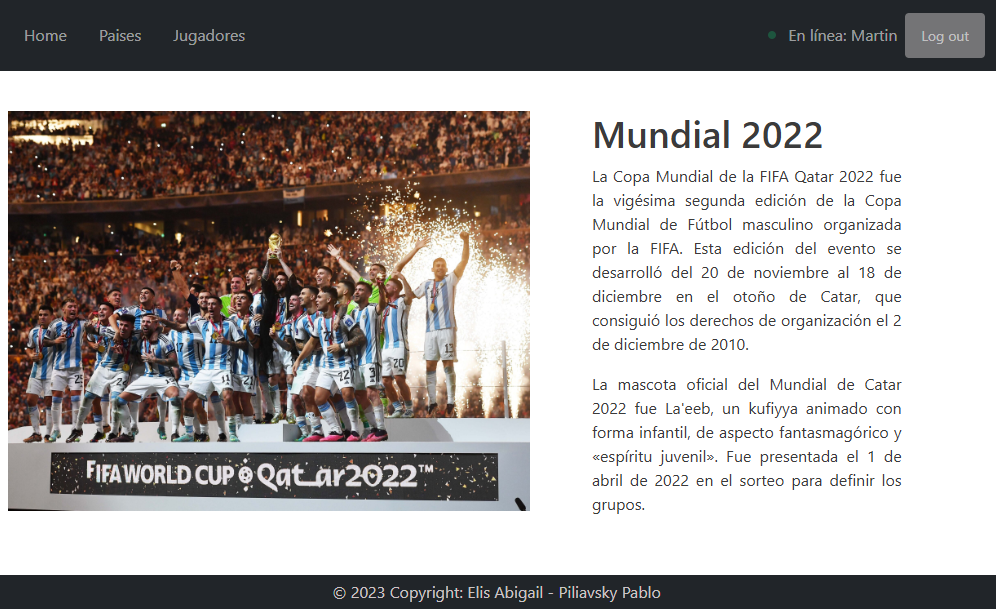 Home Paises Jugadores En línea: Martin Log out
Mundial 2022
La Copa Mundial de la FIFA Qatar 2022 fue
la vigésima segunda edición de la Copa
Mundial de Fútbol masculino organizada
por la FIFA. Esta edición del evento se
desarrolló del 20 de noviembre al 18 de
diciembre en el otoño de Catar, que
consiguió los derechos de organización el 2
de diciembre de 2010.
La mascota oficial del Mundial de Catar
2022 fue La'eeb, un kufiyya animado con
forma infantil, de aspecto fantasmagórico y
«espíritu juvenil». Fue presentada el 1 de
abril de 2022 en el sorteo para definir los
grupos.
FIFA WORLD CUP Qatar2022™
© 2023 Copyright: Elis Abigail - Piliavsky Pablo